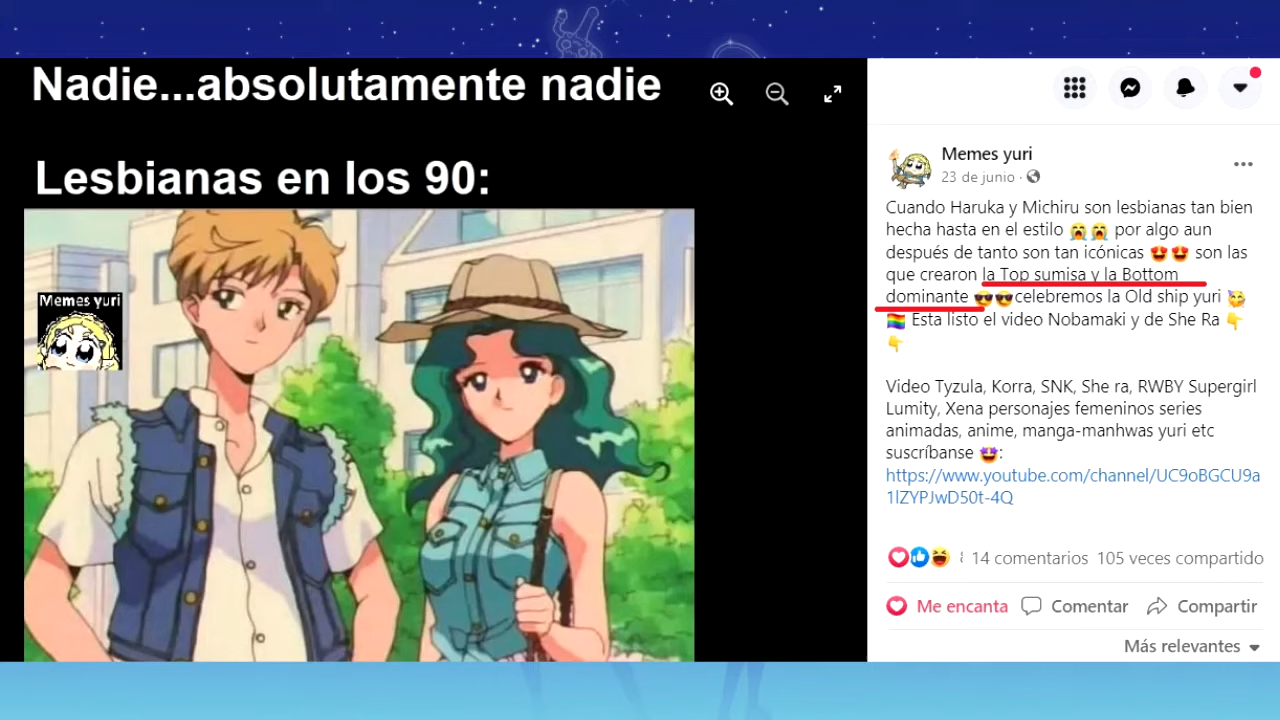 Nadie...absolutamente nadie
Lesbianas en los 90:
Memes yuri
Memes yuri
23 de junio ·
Cuando Haruka y Michiru son lesbianas tan bien
hecha hasta en el estilo 😭😭 por algo aun
después de tanto son tan icónicas 😍😍 son las
que crearon la Top sumisa y la Bottom
dominante 😎😎celebremos la Old ship yuri 🥳
🏳️‍🌈 Esta listo el video Nobamaki y de She Ra 👇
👇
Video Tyzula, Korra, SNK, She ra, RWBY Supergirl
Lumity, Xena personajes femeninos series
animadas, anime, manga-manhwas yuri etc
suscríbanse 🤩:
https://www.youtube.com/channel/UC9oBGCU9a
1lZYPJwD50t-4Q
14 comentarios 105 veces compartido
Me encanta Comentar Compartir
Más relevantes